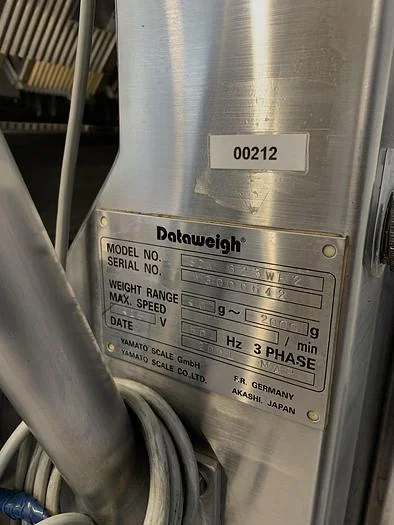 00212
Dataweigh®
MODEL NO.
SERIAL NO.
WEIGHT RANGE g ~ 2000 g
MAX. SPEED / min
V 50 Hz 3 PHASE
DATE
YAMATO SCALE GmbH F.R. GERMANY
YAMATO SCALE CO., LTD. AKASHI, JAPAN